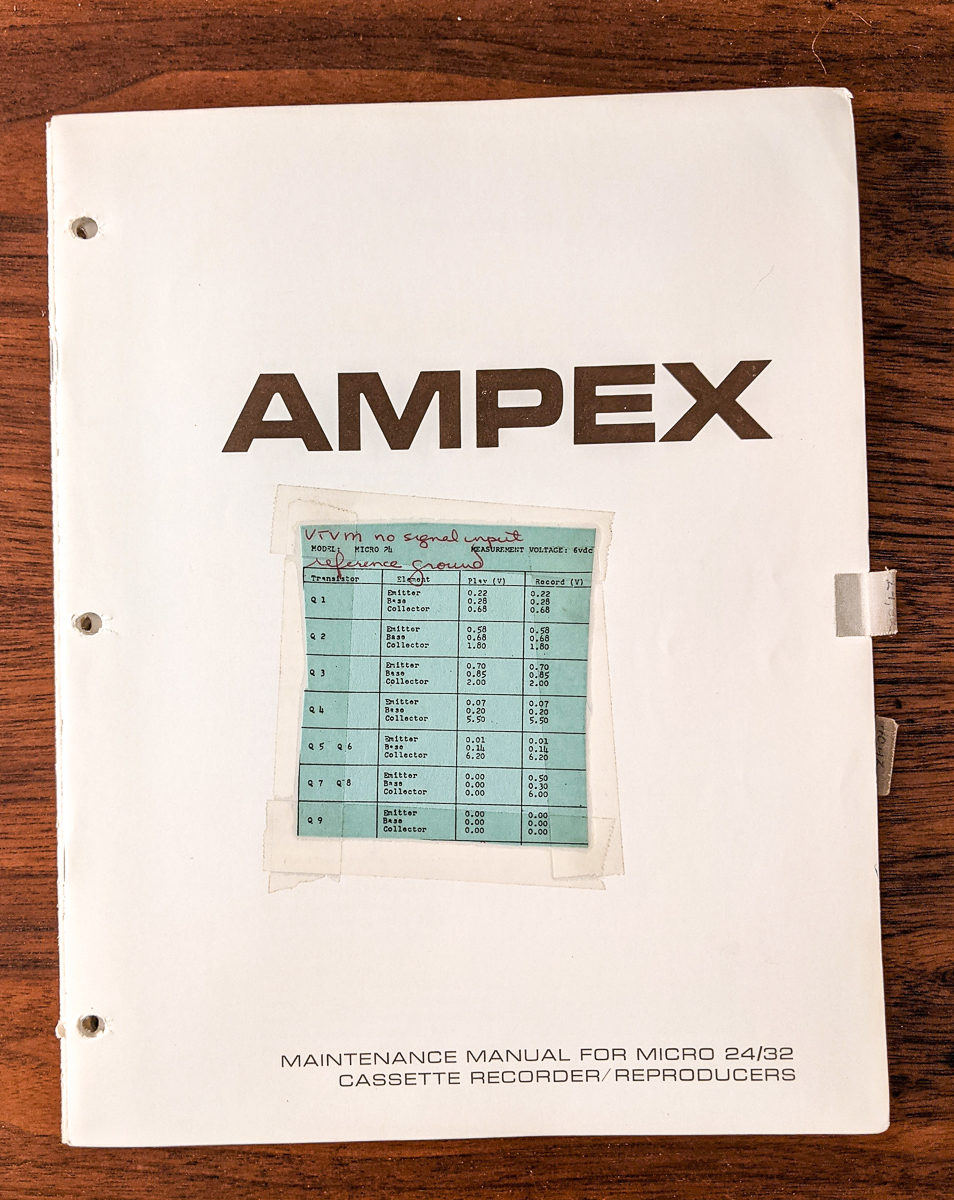 AMPEX
VTVM no signal input
MODEL: MICRO 24 MEASUREMENT VOLTAGE: 6vdc
reference ground
Transistor Element Play (V) Record (V)
Q 1 Emitter 0.22 0.22
Base 0.28 0.28
Collector 0.68 0.68
Q 2 Emitter 0.58 0.58
Base 0.68 0.68
Collector 1.80 1.80
Q 3 Emitter 0.70 0.70
Base 0.85 0.85
Collector 2.00 2.00
Q 4 Emitter 0.07 0.07
Base 0.20 0.20
Collector 5.50 5.50
Q 5 Q 6 Emitter 0.01 0.01
Base 0.14 0.14
Collector 6.20 6.20
Q 7 Q 8 Emitter 0.00 0.50
Base 0.00 0.30
Collector 0.00 6.00
Q 9 Emitter 0.00 0.00
Base 0.00 0.00
Collector 0.00 0.00
MAINTENANCE MANUAL FOR MICRO 24/32
CASSETTE RECORDER/REPRODUCERS